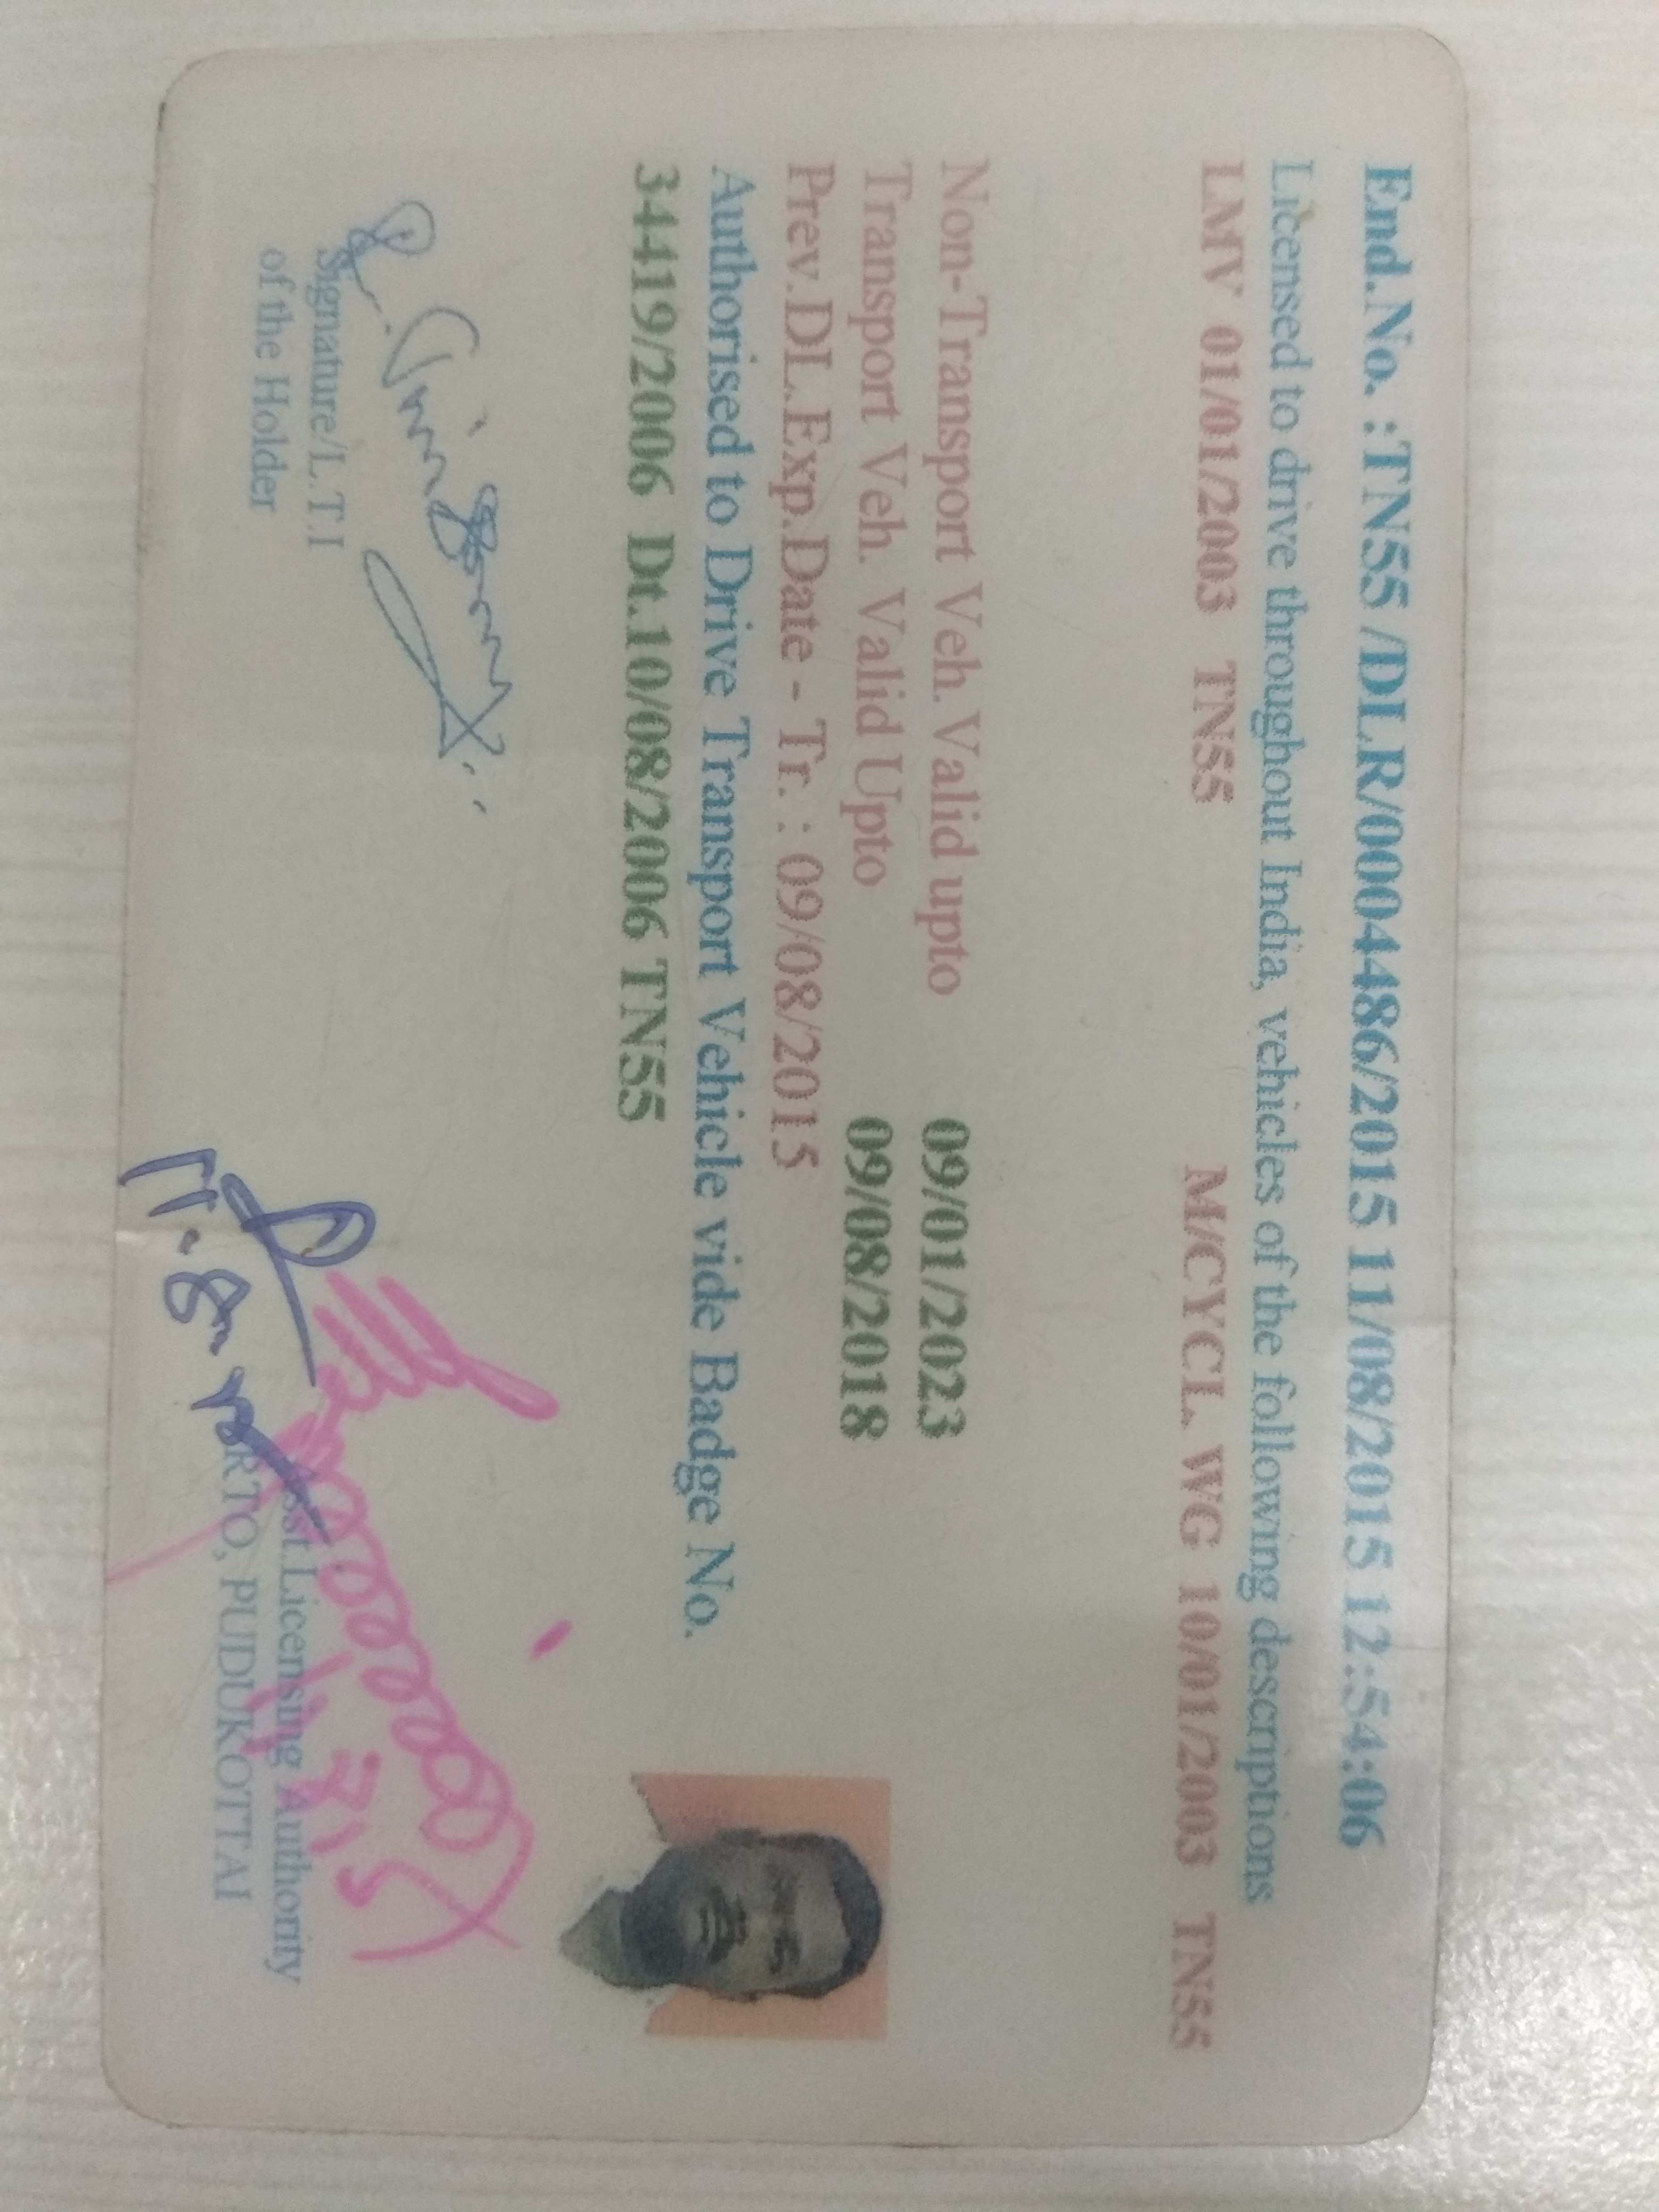 End.No. :TN55 /DLR/0004486/2015 11/08/2015 12:54:06
Licensed to drive throughout India, vehicles of the following descriptions
LMV 01/01/2003 TN55 M/CYCL. WG 10/01/2003 TN55
Non-Transport Veh.Valid upto 09/01/2023
Transport Veh. Valid Upto 09/08/2018
Prev.DL.Exp.Date - Tr. : 09/08/2015
Authorised to Drive Transport Vehicle vide Badge No.
34419/2006 Dt.10/08/2006 TN55
Signature/L.T.I
of the Holder
Asst.Licensing Authority
RTO, PUDUKOTTAI